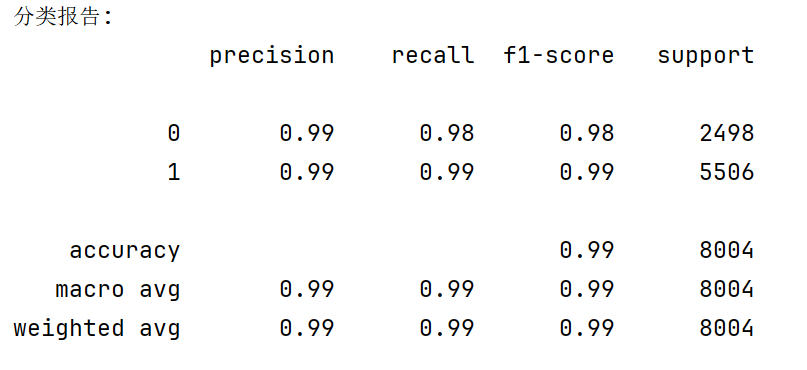 分类报告:
precision recall f1-score support
0 0.99 0.98 0.98 2498
1 0.99 0.99 0.99 5506
accuracy 0.99 8004
macro avg 0.99 0.99 0.99 8004
weighted avg 0.99 0.99 0.99 8004